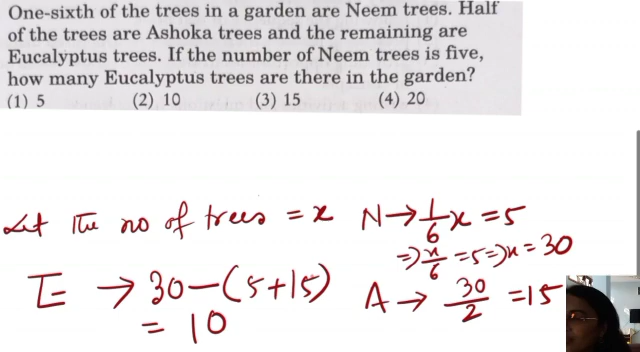 One-sixth of the trees in a garden are Neem trees. Half
of the trees are Ashoka trees and the remaining are
Eucalyptus trees. If the number of Neem trees is five,
how many Eucalyptus trees are there in the garden?
(1) 5 (2) 10 (3) 15 (4) 20
Let the no of trees = x
N → 1/6 x = 5
=> x/6 = 5 => x = 30
A → 30/2 = 15
E → 30 - (5+15)
= 10